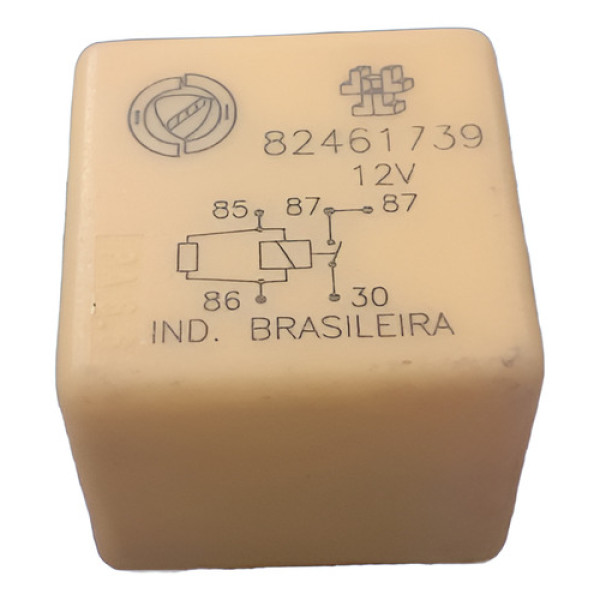 82461739
12V
85 87 87
86 30
IND. BRASILEIRA